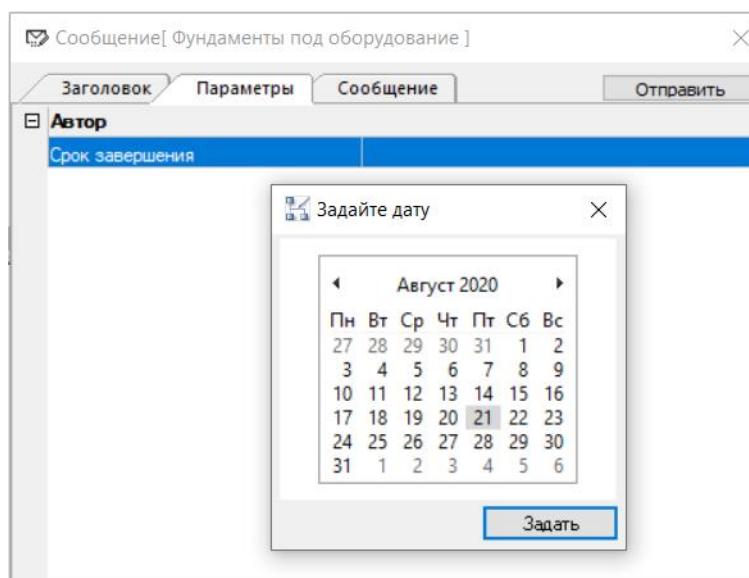 Сообщение[ Фундаменты под оборудование ]
Заголовок Параметры Сообщение Отправить
Автор
Срок завершения
Задайте дату
Август 2020
Пн Вт Ср Чт Пт Сб Вс
27 28 29 30 31 1 2
3 4 5 6 7 8 9
10 11 12 13 14 15 16
17 18 19 20 21 22 23
24 25 26 27 28 29 30
31 1 2 3 4 5 6
Задать